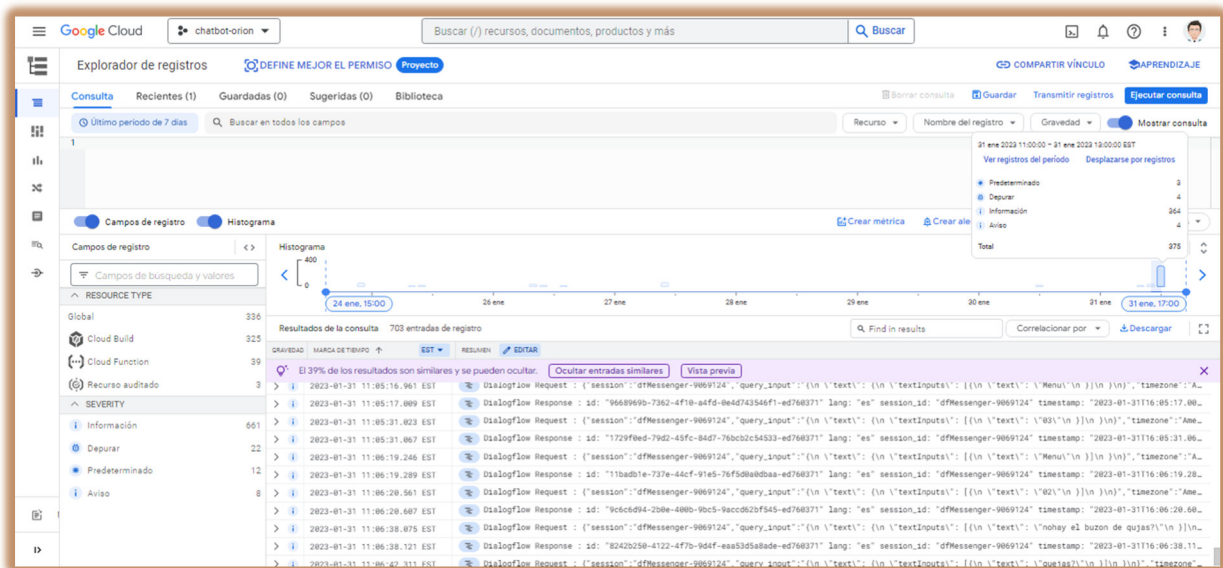 Google Cloud
chatbot-orion
Buscar (/) recursos, documentos, productos y más
Buscar
Explorador de registros
DEFINE MEJOR EL PERMISO
Proyecto
COMPARTIR VÍNCULO
APRENDIZAJE
Consulta
Recientes (1)
Guardadas (0)
Sugeridas (0)
Biblioteca
Borrar consulta
Guardar
Transmitir registros
Ejecutar consulta
Último período de 7 días
Buscar en todos los campos
Recurso
Nombre del registro
Gravedad
Mostrar consulta
1
31 ene 2023 11:00:00 – 31 ene 2023 13:00:00 EST
Ver registros del período
Desplazarse por registros
Predeterminado 3
Depurar 4
Información 364
Aviso 4
Total 375
Campos de registro
Histograma
Crear métrica
Crear ale
Campos de registro
Histograma
400
0
Campos de búsqueda y valores
24 ene, 15:00
26 ene
27 ene
28 ene
29 ene
30 ene
31 ene
31 ene, 17:00
RESOURCE TYPE
Global 336
Cloud Build 325
Cloud Function 39
Recurso auditado 3
SEVERITY
Información 661
Depurar 22
Predeterminado 12
Aviso 8
Resultados de la consulta 703 entradas de registro
Find in results
Correlacionar por
Descargar
GRAVEDAD MARCA DE TIEMPO EST RESUMEN EDITAR
El 39% de los resultados son similares y se pueden ocultar. Ocultar entradas similares Vista previa
2023-01-31 11:05:16.961 EST Dialogflow Request : {"session":"dfMessenger-9069124","query_input":"{\n \"text\": {\n \"textInputs\": [{\n \"text\": \"Menu\"\n }]\n }\n}","timezone":"A...
2023-01-31 11:05:17.009 EST Dialogflow Response : id: "9668969b-7362-4f10-a4fd-0e4d743546f1-ed760371" lang: "es" session_id: "dfMessenger-9069124" timestamp: "2023-01-31T16:05:17.00...
2023-01-31 11:05:31.023 EST Dialogflow Request : {"session":"dfMessenger-9069124","query_input":"{\n \"text\": {\n \"textInputs\": [{\n \"text\": \"03\"\n }]\n }\n}","timezone":"Ame...
2023-01-31 11:05:31.067 EST Dialogflow Response : id: "1729f0ed-79d2-45fc-84d7-76bcb2c54533-ed760371" lang: "es" session_id: "dfMessenger-9069124" timestamp: "2023-01-31T16:05:31.06...
2023-01-31 11:06:19.246 EST Dialogflow Request : {"session":"dfMessenger-9069124","query_input":"{\n \"text\": {\n \"textInputs\": [{\n \"text\": \"Menu\"\n }]\n }\n}","timezone":"A...
2023-01-31 11:06:19.289 EST Dialogflow Response : id: "11badb1e-737e-44cf-91e5-76f5d0a0dbaa-ed760371" lang: "es" session_id: "dfMessenger-9069124" timestamp: "2023-01-31T16:06:19.28...
2023-01-31 11:06:20.561 EST Dialogflow Request : {"session":"dfMessenger-9069124","query_input":"{\n \"text\": {\n \"textInputs\": [{\n \"text\": \"02\"\n }]\n }\n}","timezone":"Ame...
2023-01-31 11:06:20.607 EST Dialogflow Response : id: "9c6c6d94-2b0e-400b-9bc5-9accd62bf545-ed760371" lang: "es" session_id: "dfMessenger-9069124" timestamp: "2023-01-31T16:06:20.60...
2023-01-31 11:06:38.075 EST Dialogflow Request : {"session":"dfMessenger-9069124","query_input":"{\n \"text\": {\n \"textInputs\": [{\n \"text\": \"nohay el buzon de qujas?\"\n }]\n...
2023-01-31 11:06:38.121 EST Dialogflow Response : id: "8242b250-4122-4f7b-9d4f-eaa53d5a8ade-ed760371" lang: "es" session_id: "dfMessenger-9069124" timestamp: "2023-01-31T16:06:38.11...
2023-01-31 11:06:42.311 EST Dialogflow Request : {"session":"dfMessenger-9069124","query_input":"{\n \"text\": {\n \"textInputs\": [{\n \"text\": \"quejas?\"\n }]\n }\n}","timezone"...